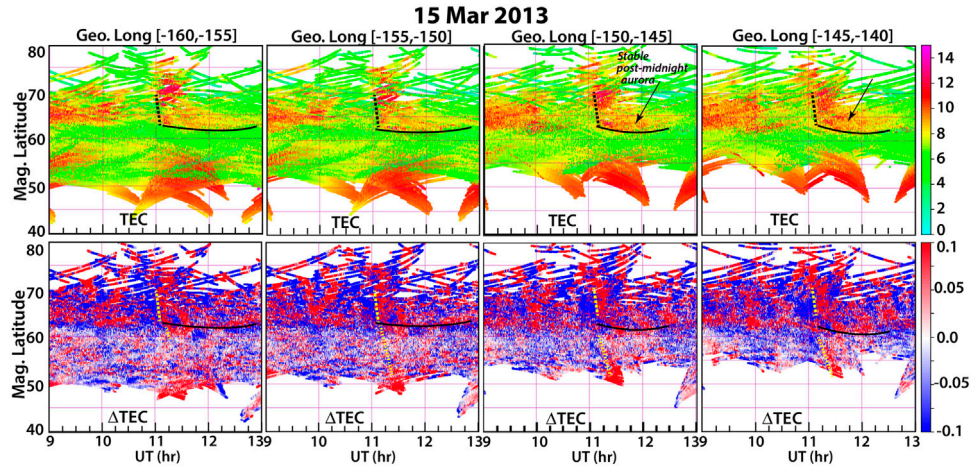 15 Mar 2013
Geo. Long [-160,-155]
Geo. Long [-155,-150]
Geo. Long [-150,-145]
Geo. Long [-145,-140]
Mag. Latitude
80
70
60
50
40
TEC
TEC
Stable
post-midnight
aurora
TEC
TEC
14
12
10
8
6
4
2
0
Mag. Latitude
80
70
60
50
40
ΔTEC
ΔTEC
ΔTEC
ΔTEC
0.1
0.05
0.0
-0.05
-0.1
9 10 11 12 139 10 11 12 139 10 11 12 139 10 11 12 13
UT (hr) UT (hr) UT (hr) UT (hr)